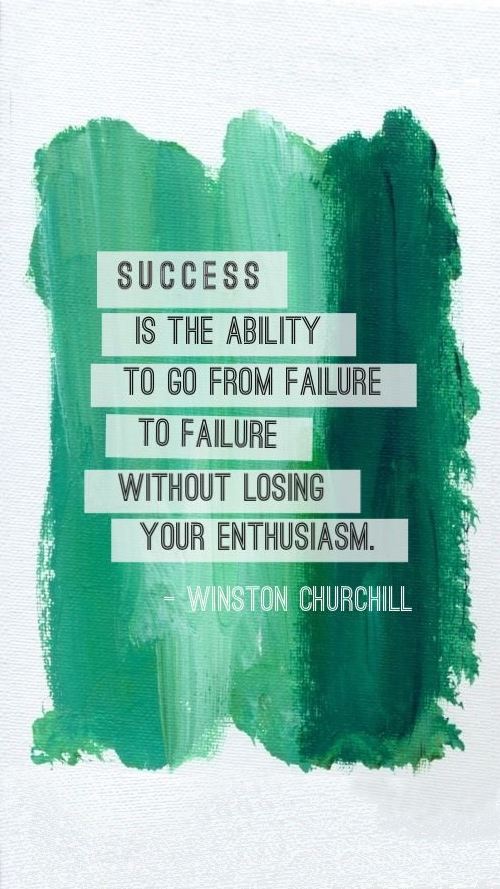 SUCCESS
IS THE ABILITY
TO GO FROM FAILURE
TO FAILURE
WITHOUT LOSING
YOUR ENTHUSIASM.
- WINSTON CHURCHILL